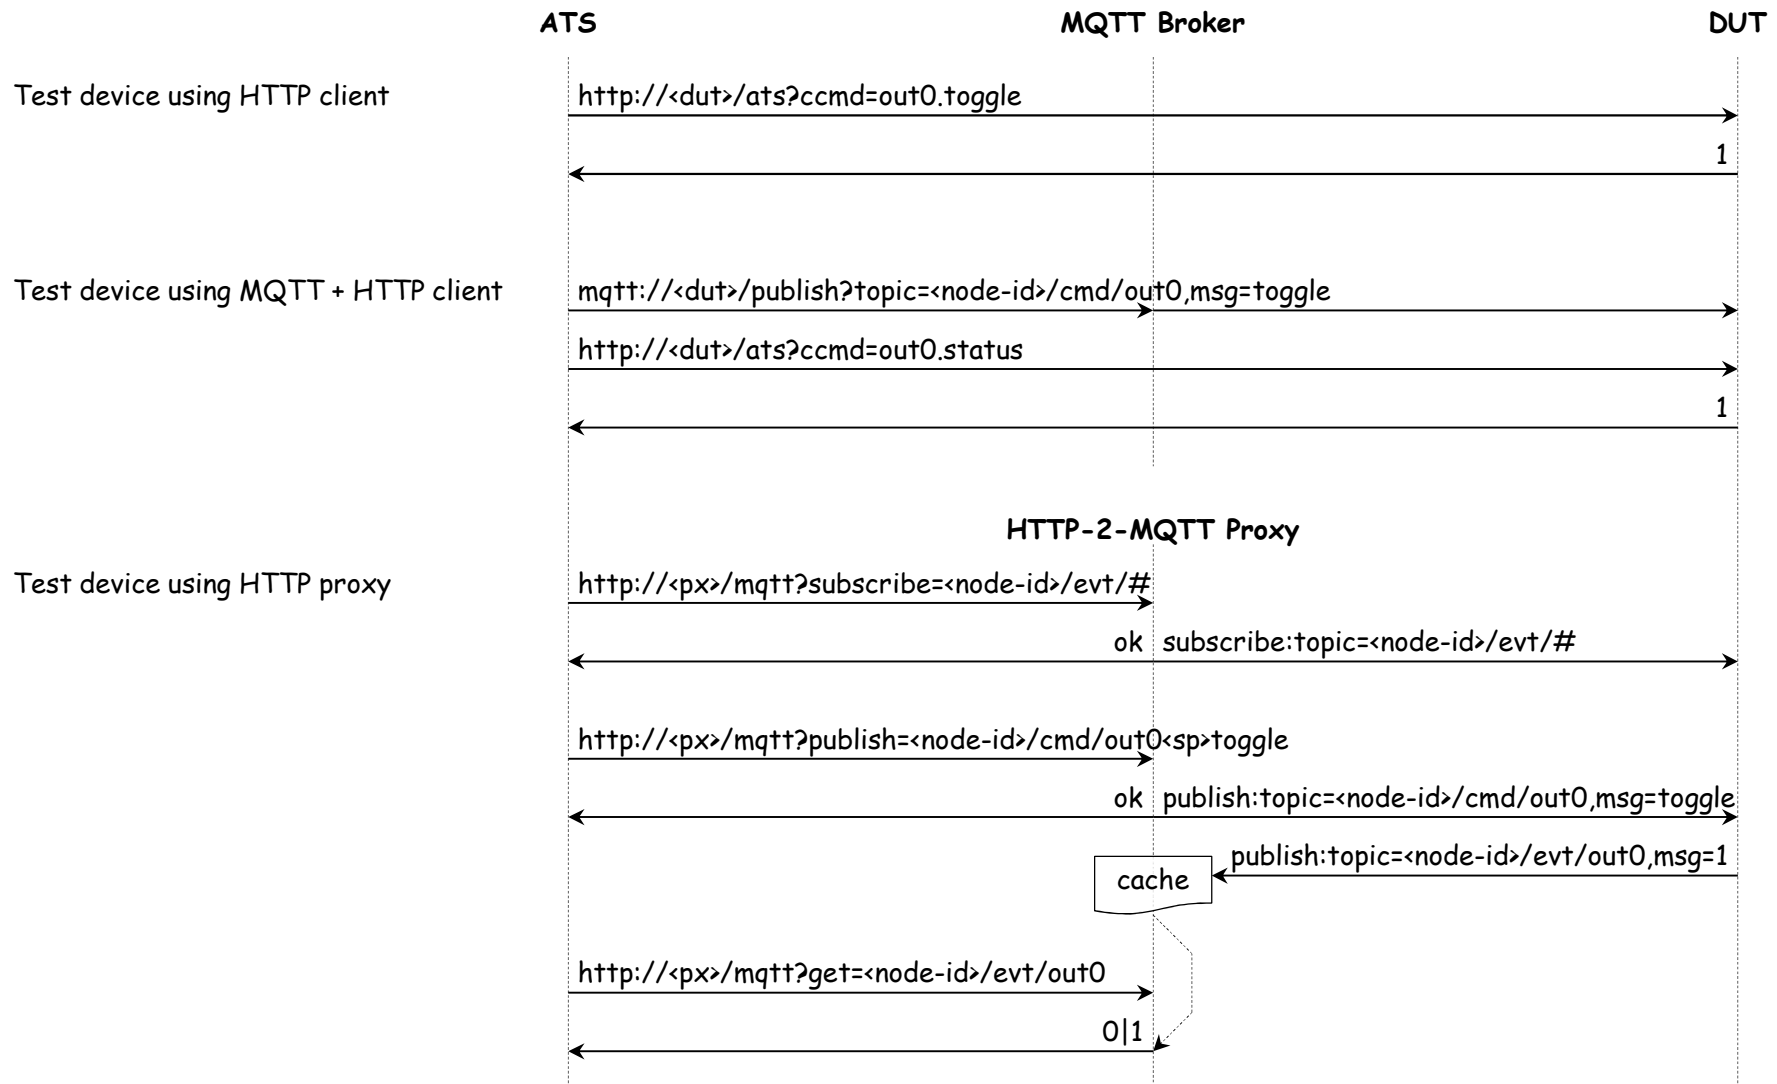 ATS MQTT Broker DUT
Test device using HTTP client http://<dut>/ats?ccmd=out0.toggle
1
Test device using MQTT + HTTP client mqtt://<dut>/publish?topic=<node-id>/cmd/out0,msg=toggle
http://<dut>/ats?ccmd=out0.status
1
HTTP-2-MQTT Proxy
Test device using HTTP proxy http://<px>/mqtt?subscribe=<node-id>/evt/#
ok subscribe:topic=<node-id>/evt/#
http://<px>/mqtt?publish=<node-id>/cmd/out0<sp>toggle
ok publish:topic=<node-id>/cmd/out0,msg=toggle
publish:topic=<node-id>/evt/out0,msg=1
cache
http://<px>/mqtt?get=<node-id>/evt/out0
0|1